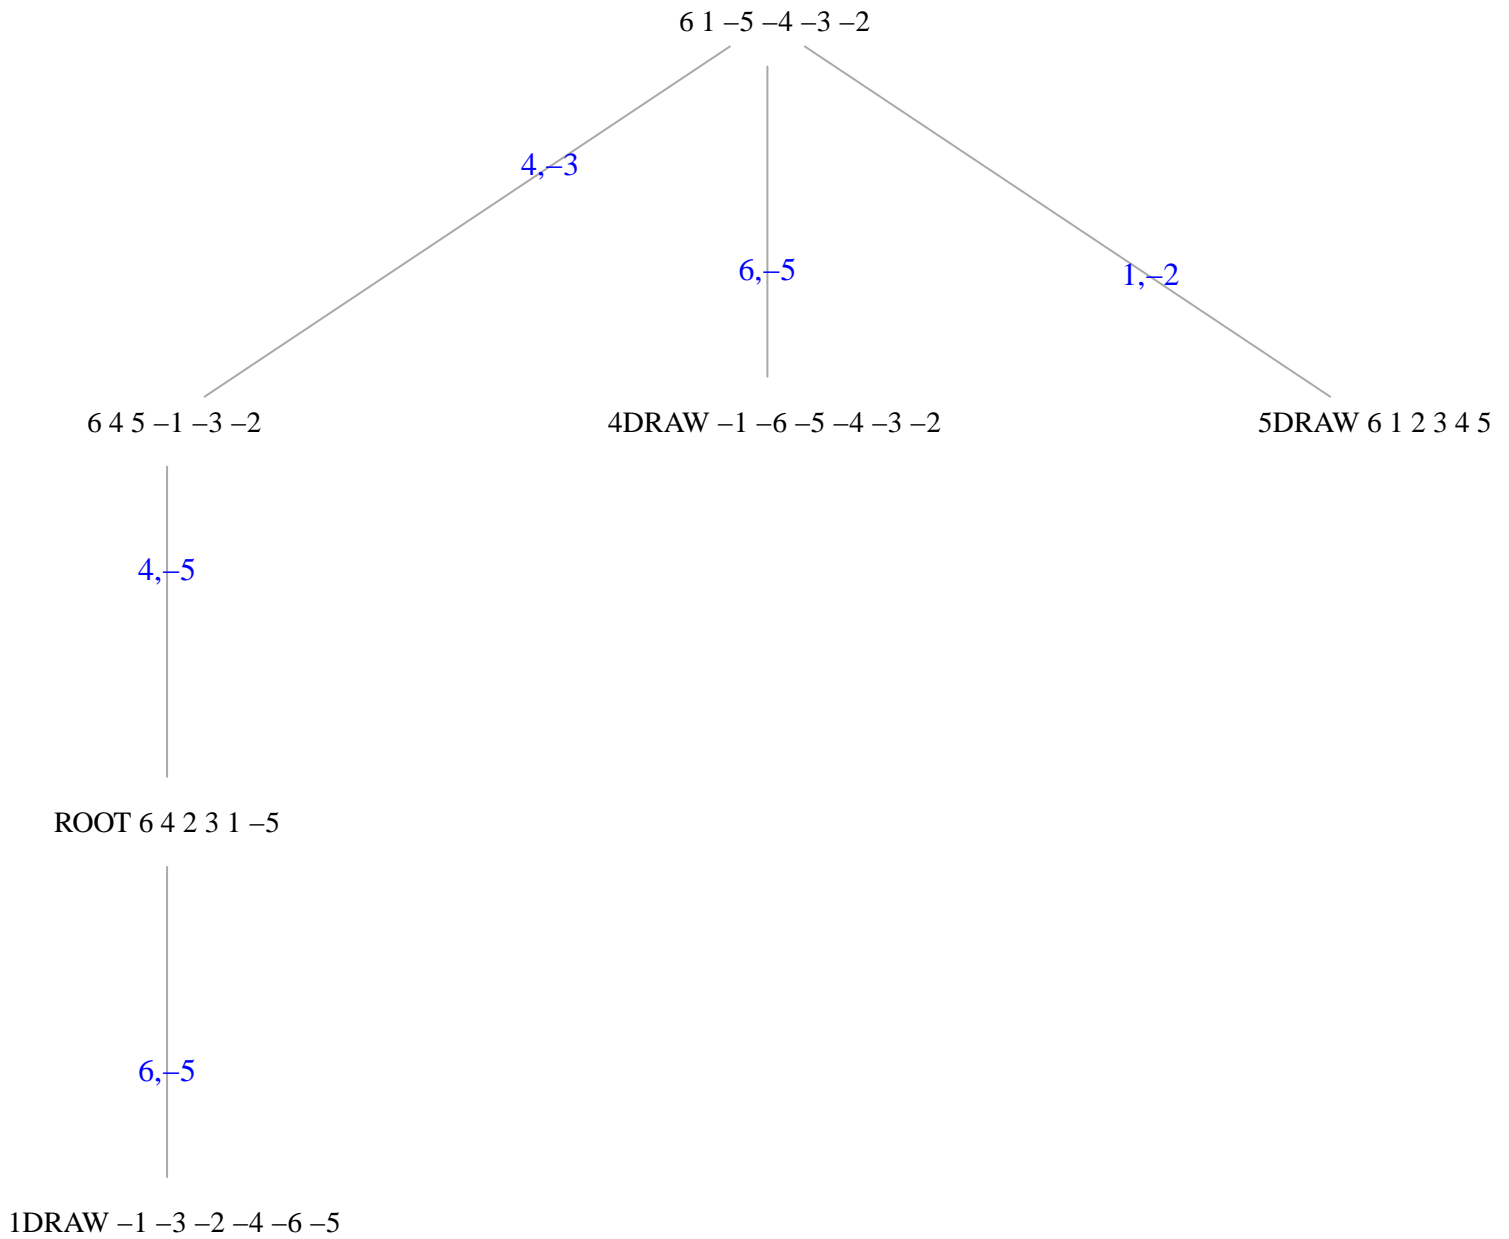 6 1 –5 –4 –3 –2
4,–3
6,–5
1,–2
6 4 5 –1 –3 –2
4DRAW –1 –6 –5 –4 –3 –2
5DRAW 6 1 2 3 4 5
4,–5
ROOT 6 4 2 3 1 –5
6,–5
1DRAW –1 –3 –2 –4 –6 –5